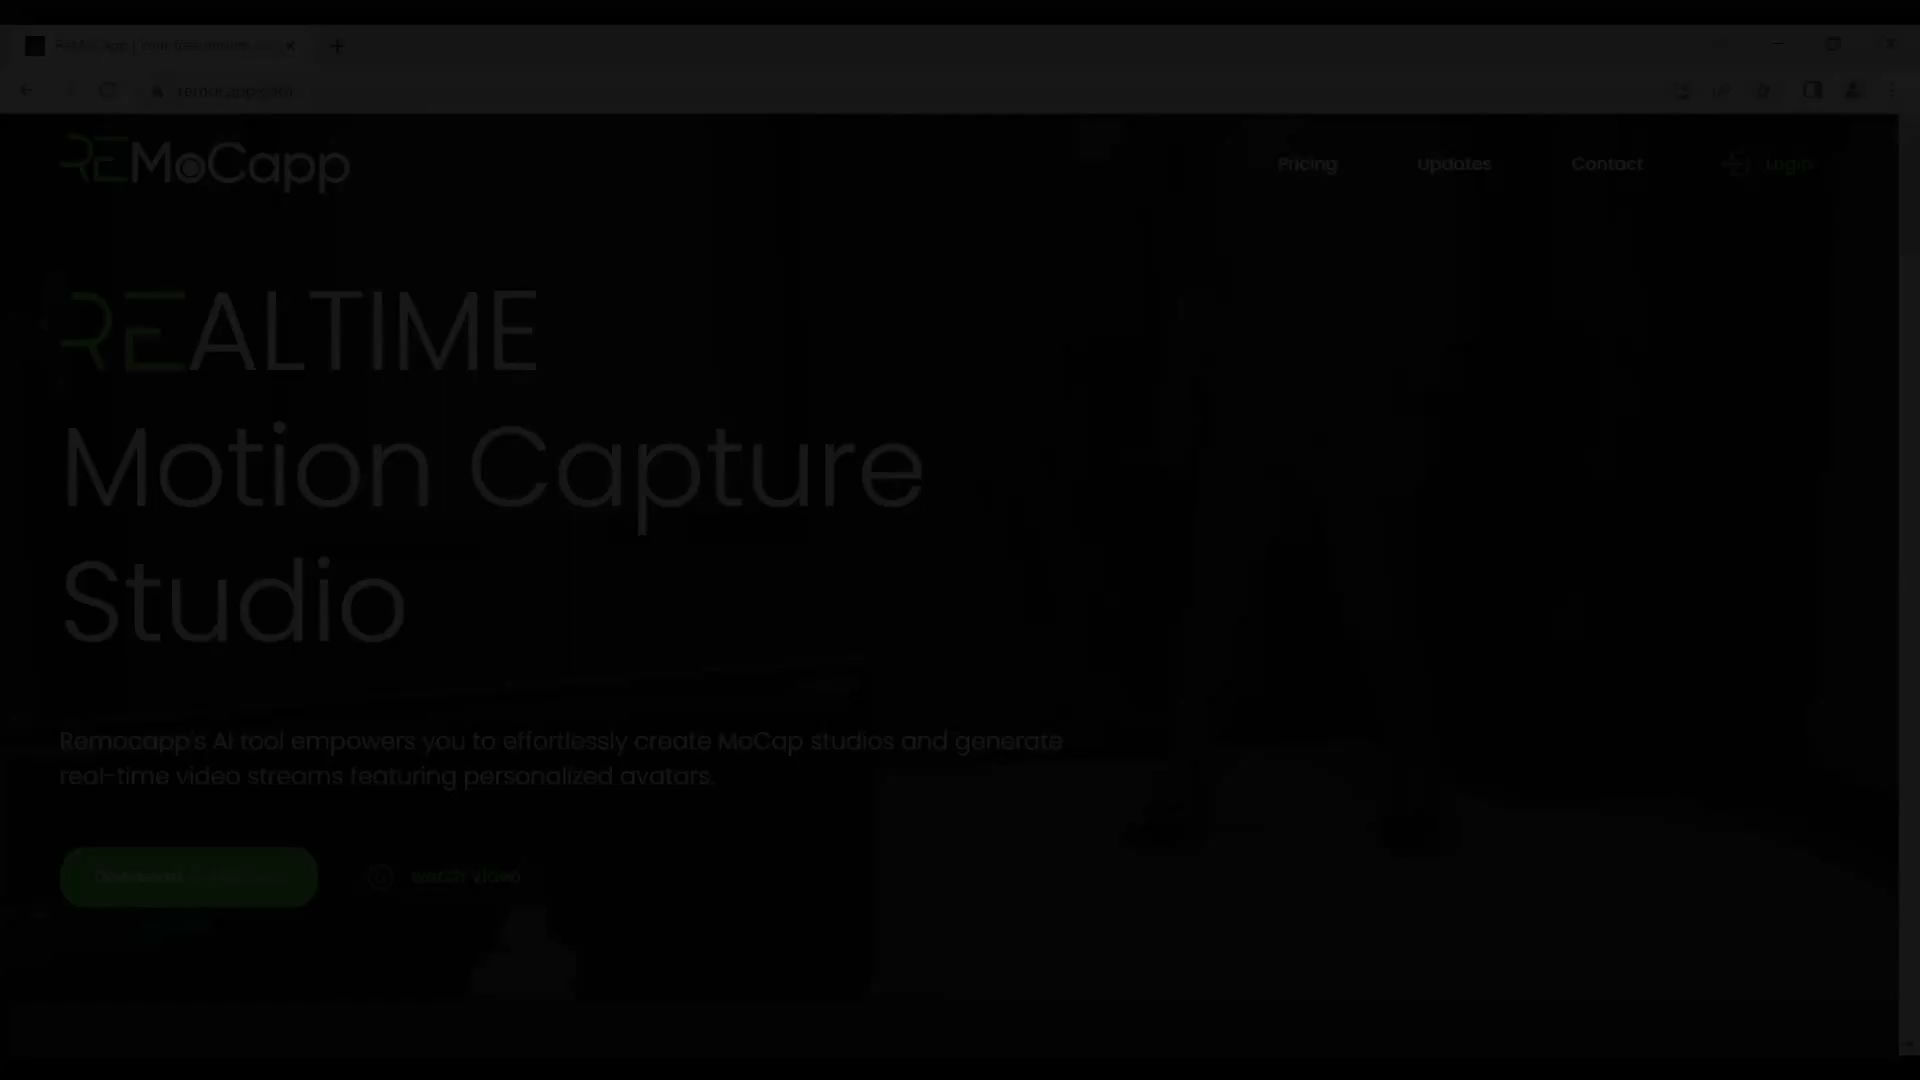 REMoCapp
Pricing
Updates
Contact
Login
REALTIME
Motion Capture
Studio
Remocapp's AI tool empowers you to effortlessly create MoCap studios and generate
real-time video streams featuring personalized avatars.
Download
watch video